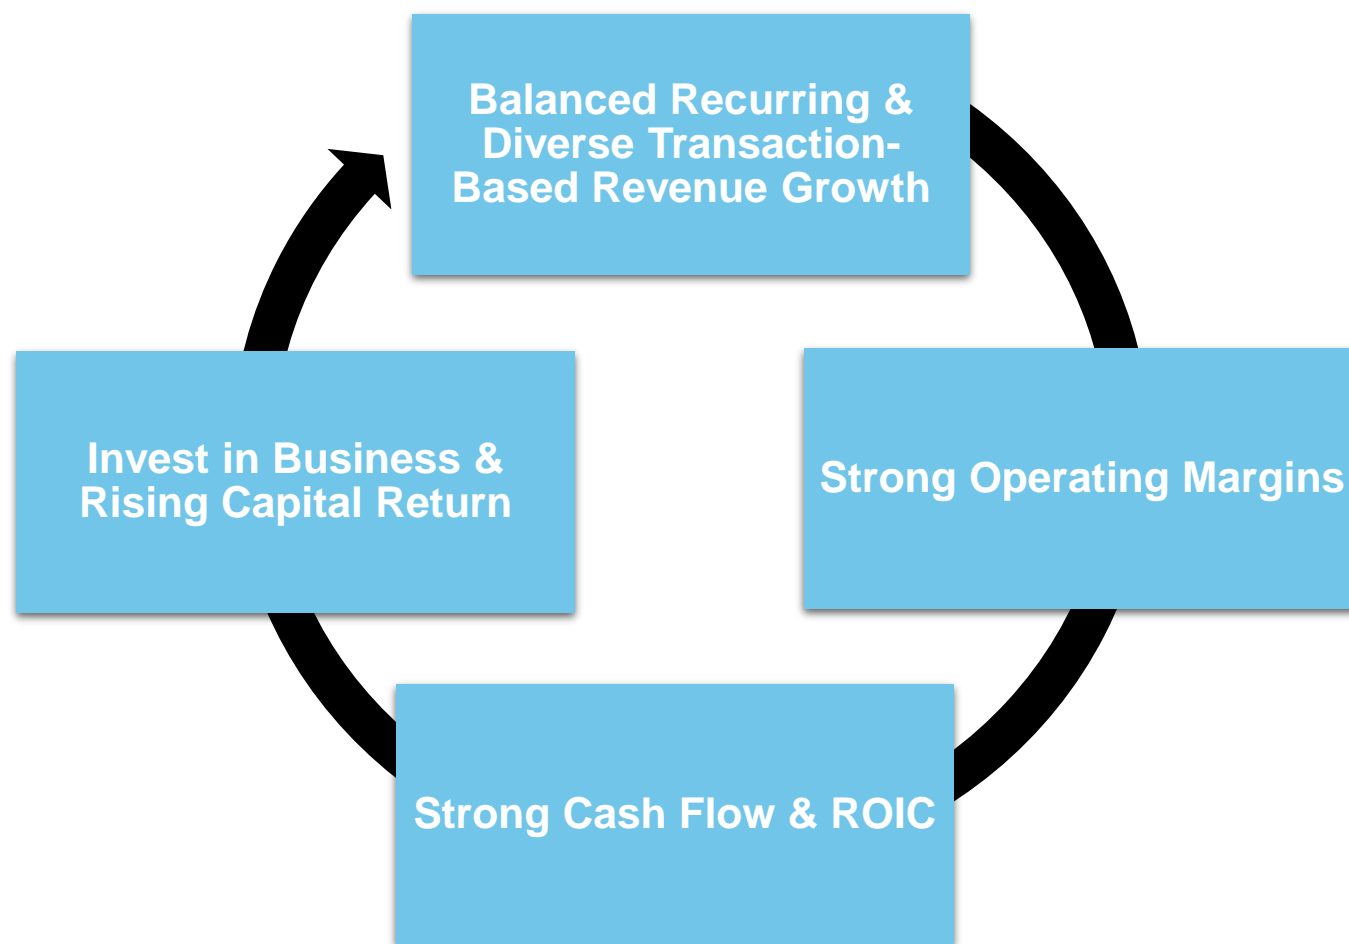 Balanced Recurring &
Diverse Transaction-
Based Revenue Growth
Invest in Business &
Rising Capital Return
Strong Operating Margins
Strong Cash Flow & ROIC